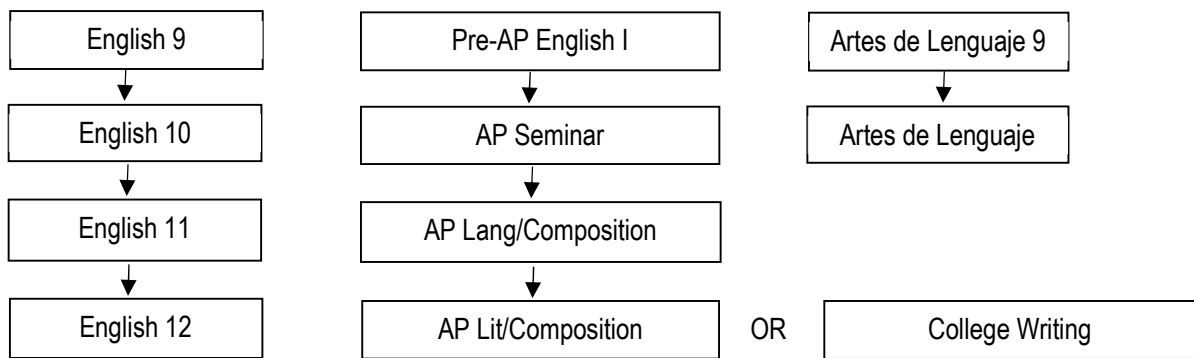 English 9
Pre-AP English I
Artes de Lenguaje 9
English 10
AP Seminar
Artes de Lenguaje
English 11
AP Lang/Composition
English 12
AP Lit/Composition
OR
College Writing